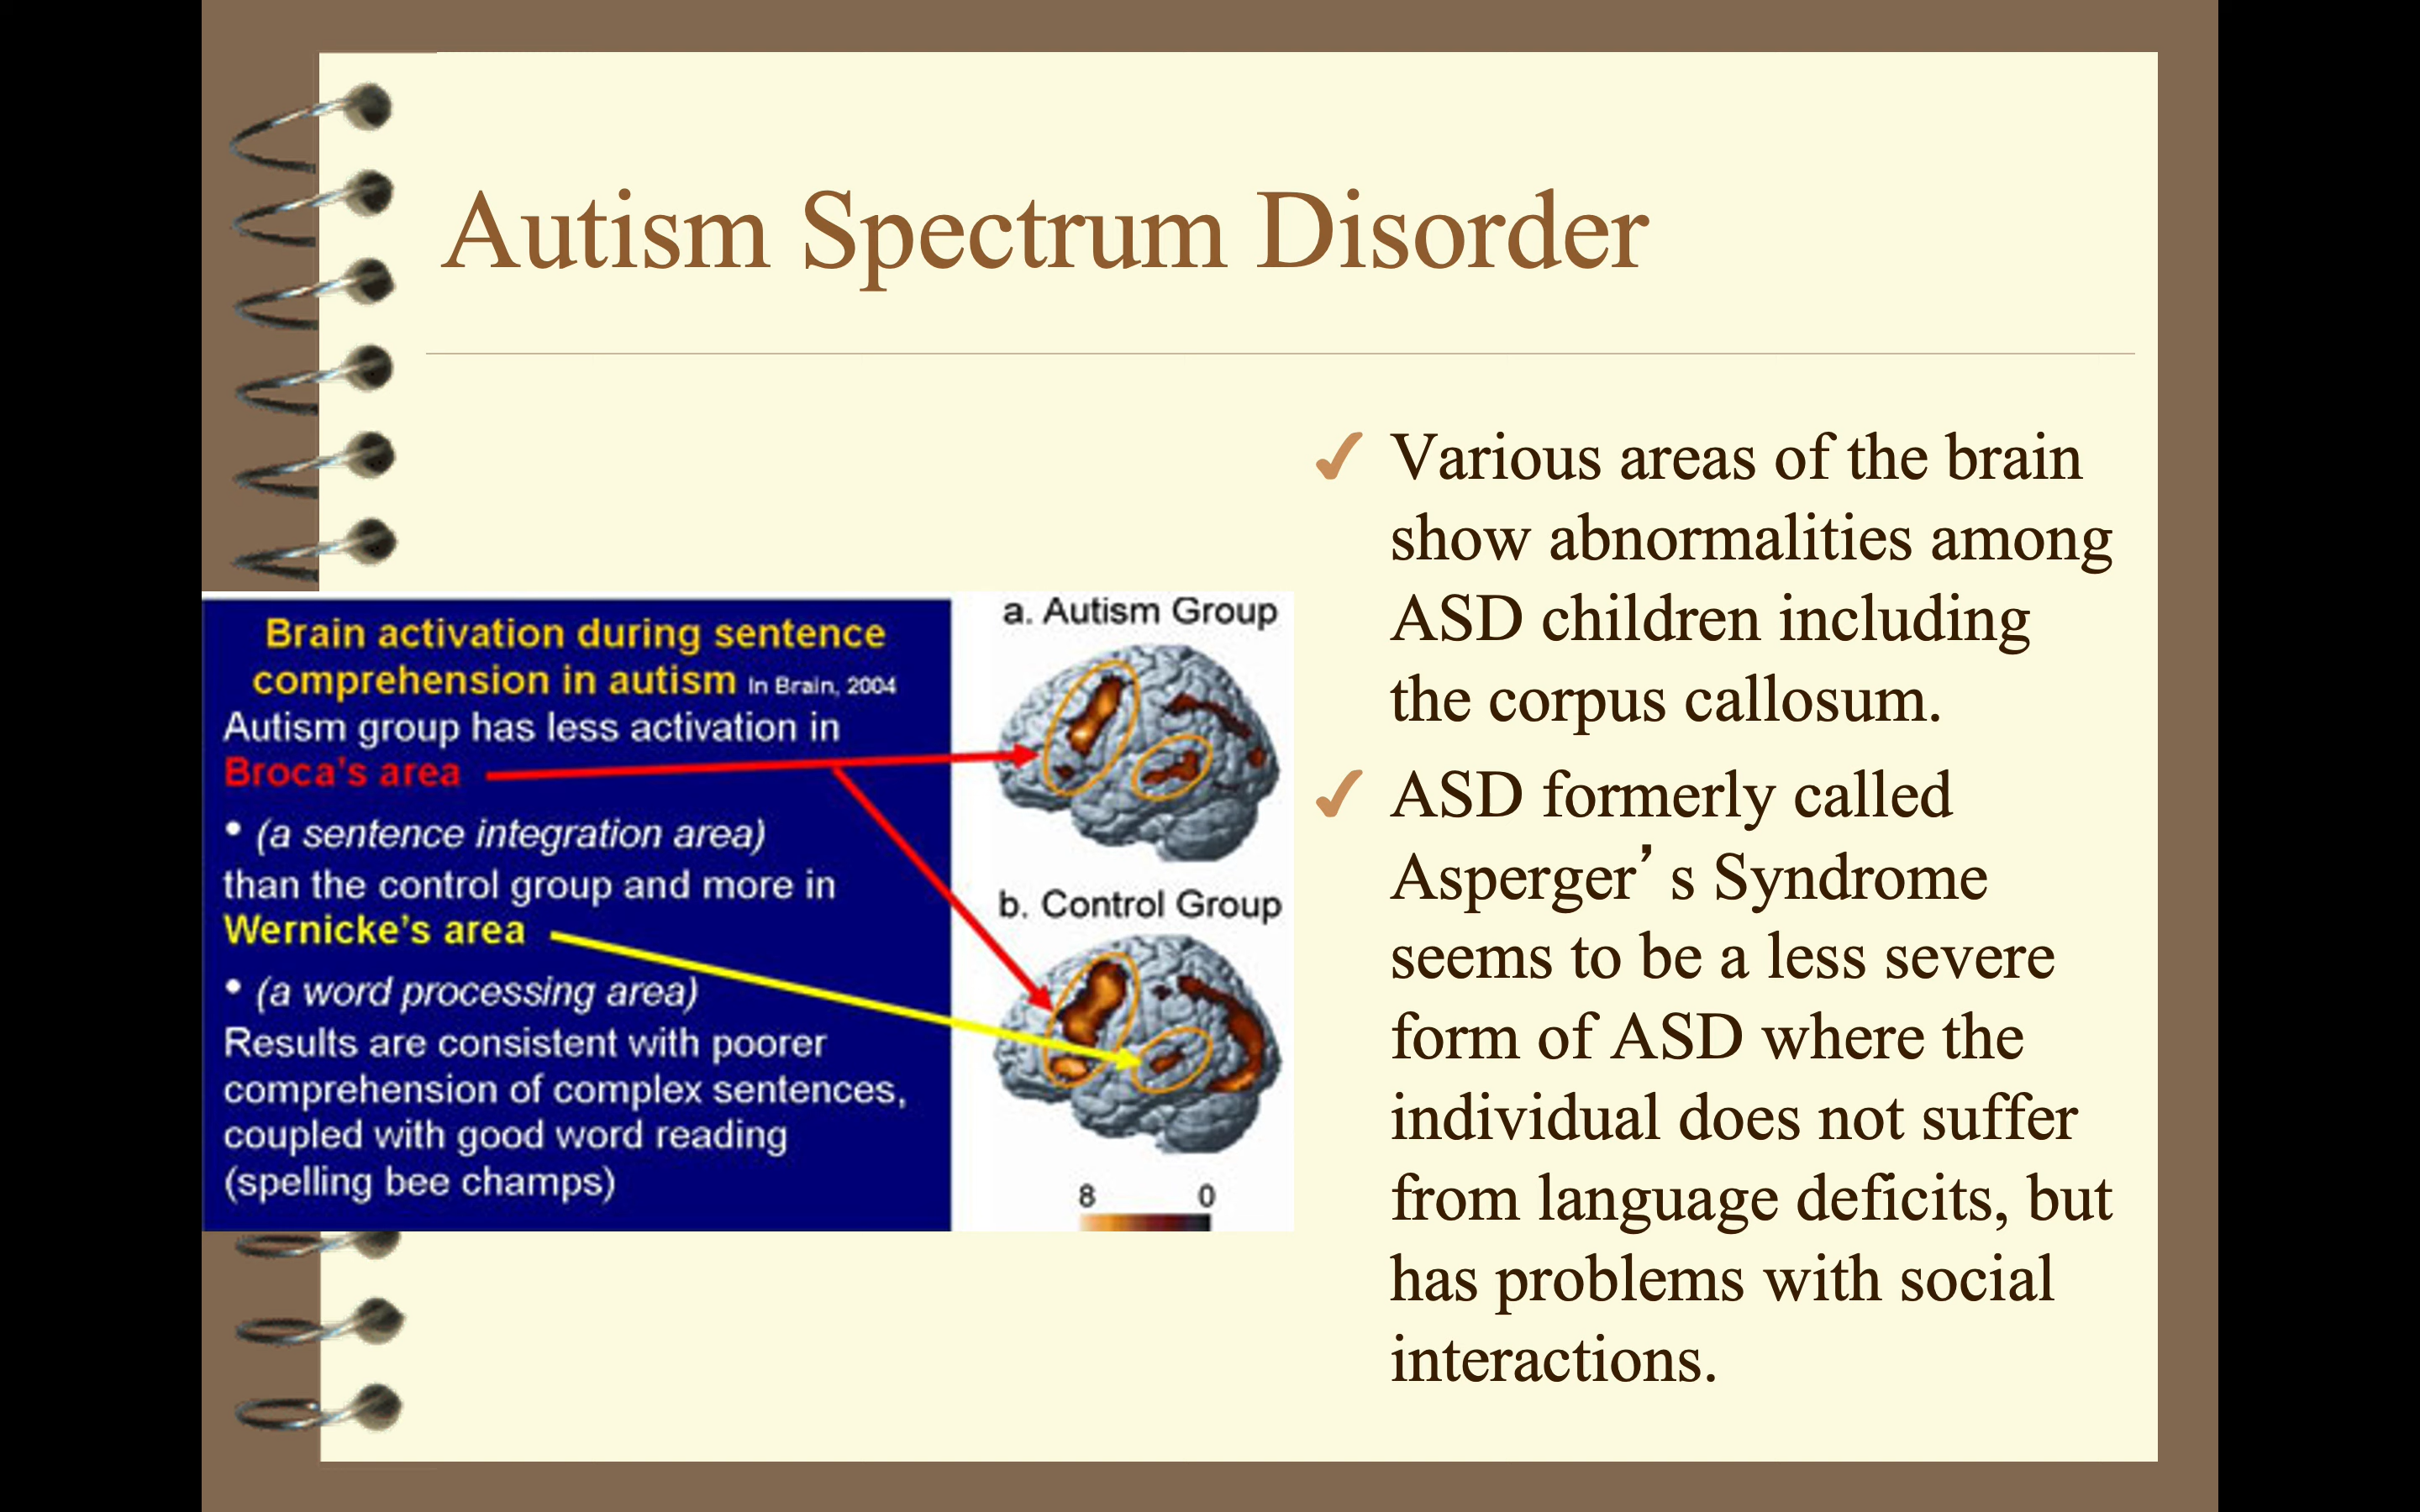 Autism Spectrum Disorder
Brain activation during sentence
comprehension in autism In Brain, 2004
Autism group has less activation in
Broca's area
• (a sentence integration area)
than the control group and more in
Wernicke's area
• (a word processing area)
Results are consistent with poorer
comprehension of complex sentences,
coupled with good word reading
(spelling bee champs)
a. Autism Group
b. Control Group
8 0
✓ Various areas of the brain
show abnormalities among
ASD children including
the corpus callosum.
✓ ASD formerly called
Asperger’s Syndrome
seems to be a less severe
form of ASD where the
individual does not suffer
from language deficits, but
has problems with social
interactions.